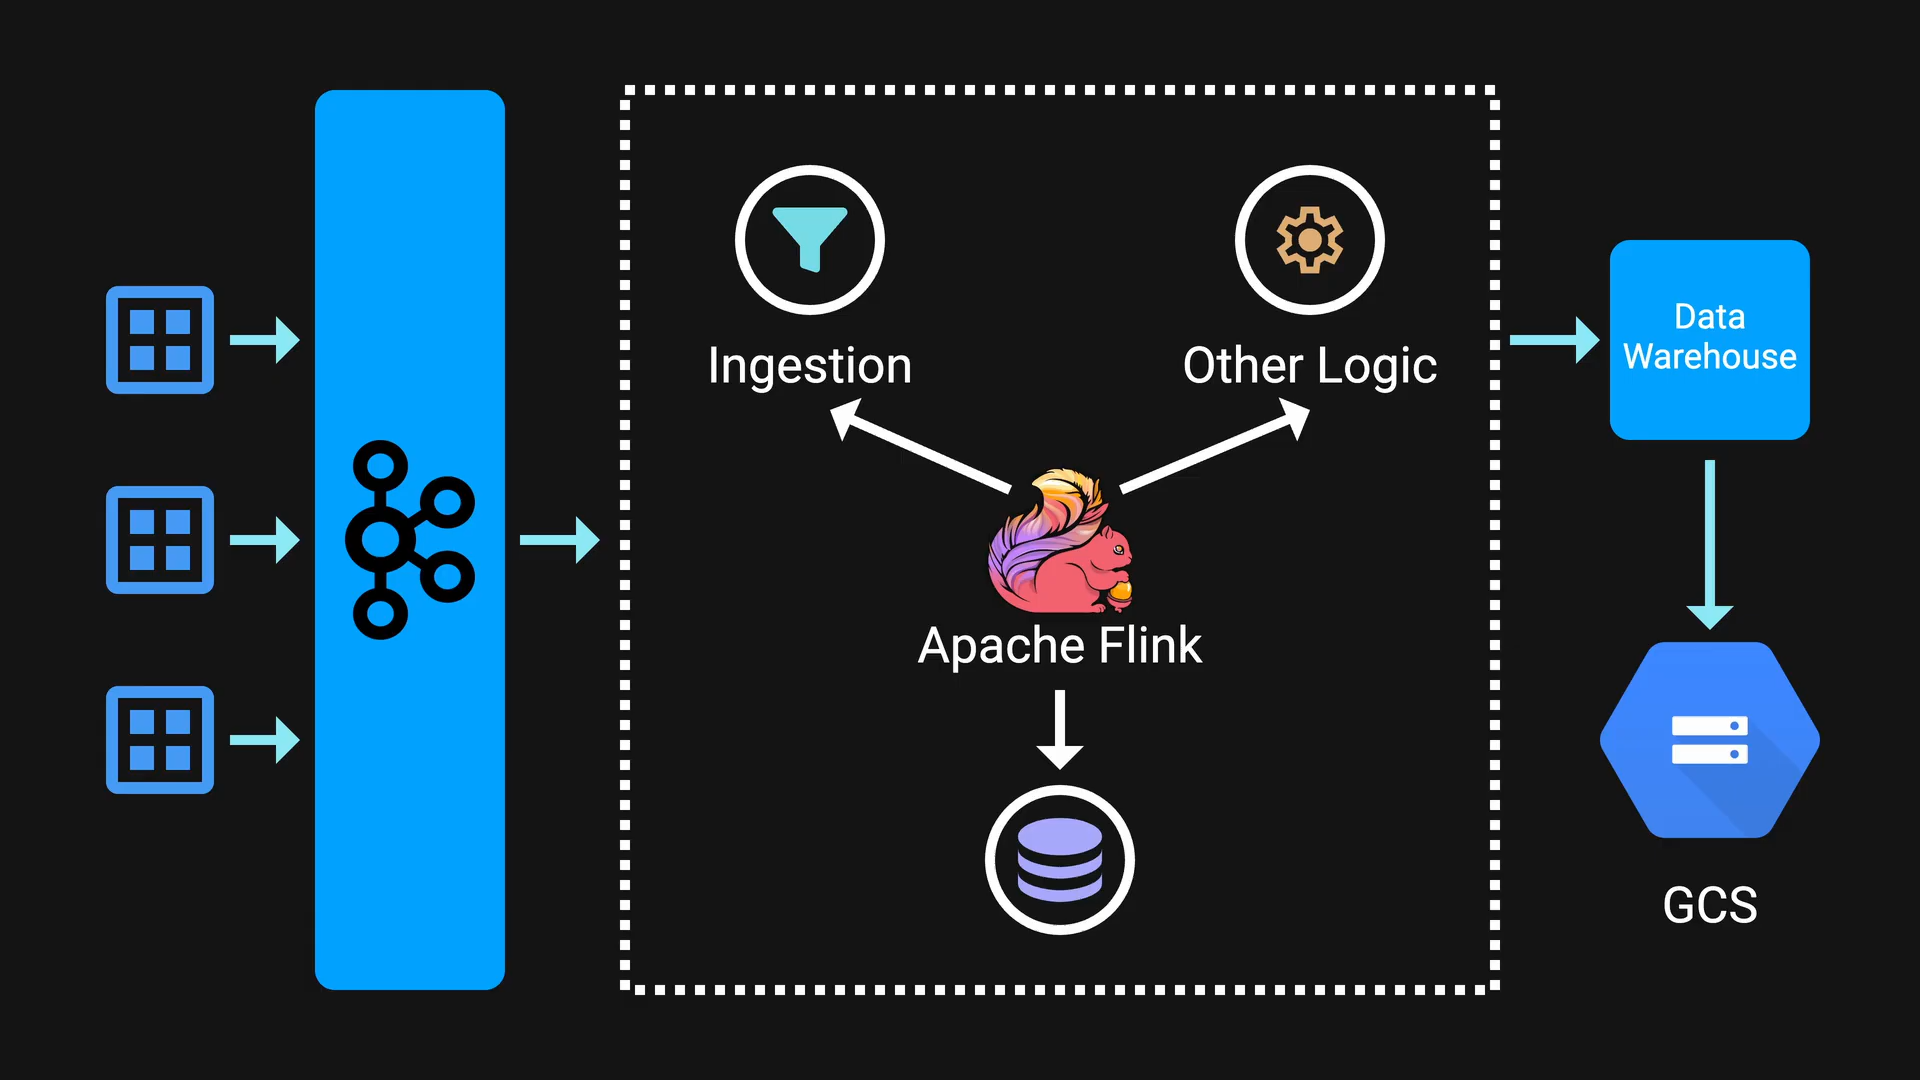 Ingestion
Other Logic
Apache Flink
Data
Warehouse
GCS